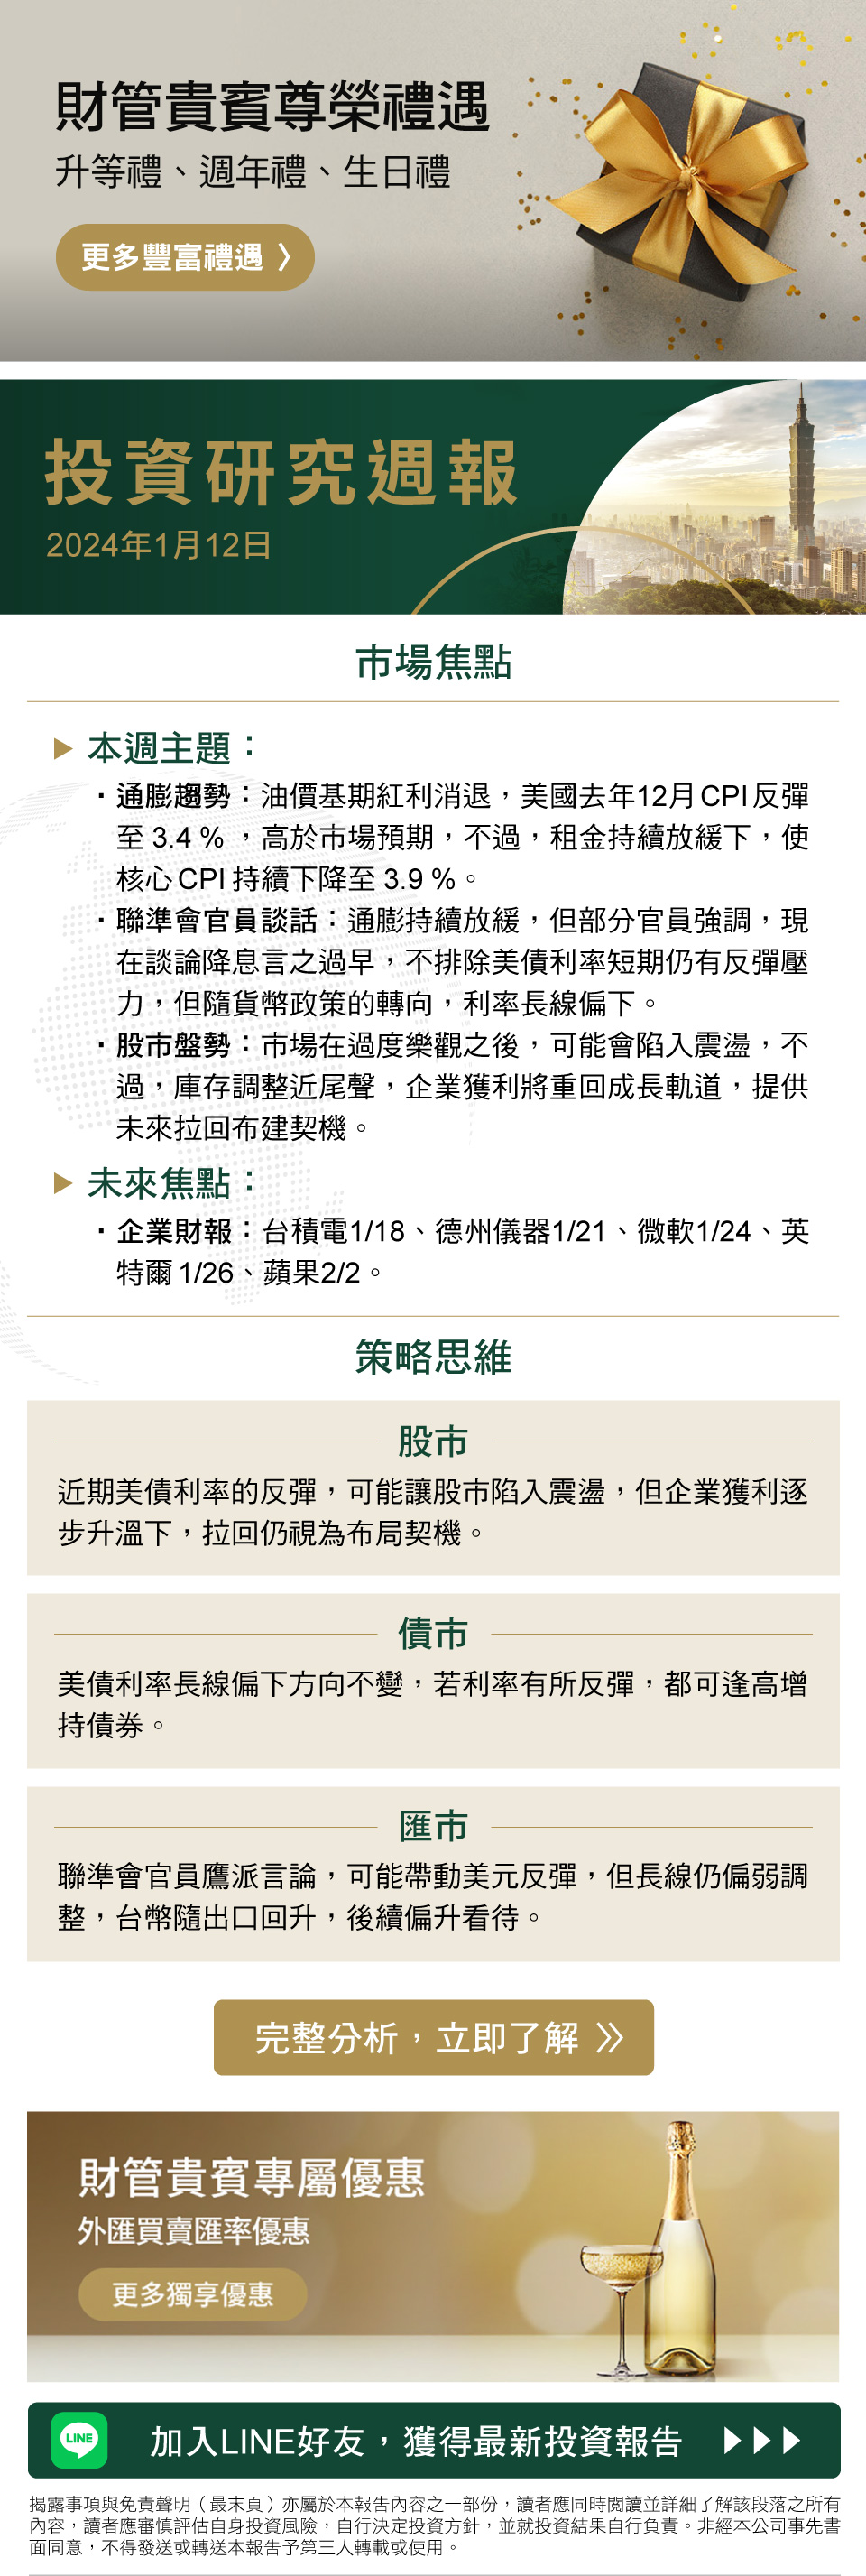 財管貴賓尊榮禮遇
升等禮、週年禮、生日禮
更多豐富禮遇 〉
投資研究週報
2024年1月12日
市場焦點
▶ 本週主題：
・通膨趨勢：油價基期紅利消退，美國去年12月CPI反彈
至 3.4 % ，高於市場預期，不過，租金持續放緩下，使
核心CPI 持續下降至 3.9 %。
・聯準會官員談話：通膨持續放緩，但部分官員強調，現
在談論降息言之過早，不排除美債利率短期仍有反彈壓
力，但隨貨幣政策的轉向，利率長線偏下。
・股市盤勢：市場在過度樂觀之後，可能會陷入震盪，不
過，庫存調整近尾聲，企業獲利將重回成長軌道，提供
未來拉回布建契機。
▶ 未來焦點：
・企業財報：台積電1/18、德州儀器1/21、微軟1/24、英
特爾1/26、蘋果2/2。
策略思維
股市
近期美債利率的反彈，可能讓股市陷入震盪，但企業獲利逐
步升溫下，拉回仍視為布局契機。
債市
美債利率長線偏下方向不變，若利率有所反彈，都可逢高增
持債券。
匯市
聯準會官員鷹派言論，可能帶動美元反彈，但長線仍偏弱調
整，台幣隨出口回升，後續偏升看待。
完整分析，立即了解 》
財管貴賓專屬優惠
外匯買賣匯率優惠
更多獨享優惠
LINE 加入LINE好友，獲得最新投資報告 ▶▶▶
揭露事項與免責聲明（最末頁）亦屬於本報告內容之一部份，讀者應同時閱讀並詳細了解該段落之所有
內容，讀者應審慎評估自身投資風險，自行決定投資方針，並就投資結果自行負責。非經本公司事先書
面同意，不得發送或轉送本報告予第三人轉載或使用。